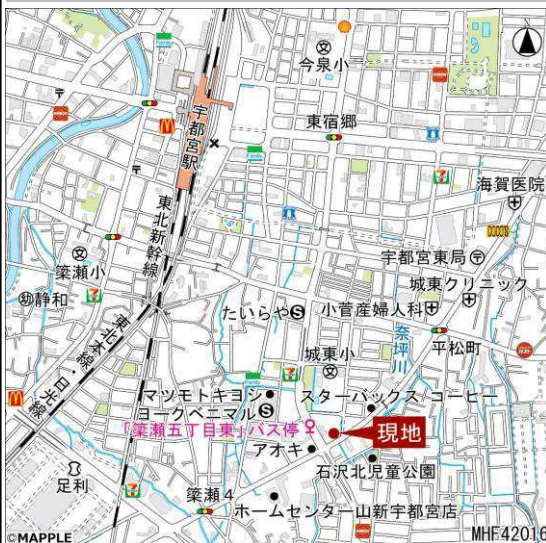 今泉小
東宿郷
宇都宮駅
海賀医院
東北新幹線
宇都宮東局
城東クリニック
簗瀬小
静和
たいらや
小菅産婦人科
奈坪川
平松町
東北本線・日光線
城東小
マツモトキヨシ
スターバックス コーヒー
ヨークベニマル
「簗瀬五丁目東」バス停
現地
アオキ
石沢北児童公園
足利
簗瀬4
ホームセンター山新宇都宮店
©MAPPLE
MHF42016